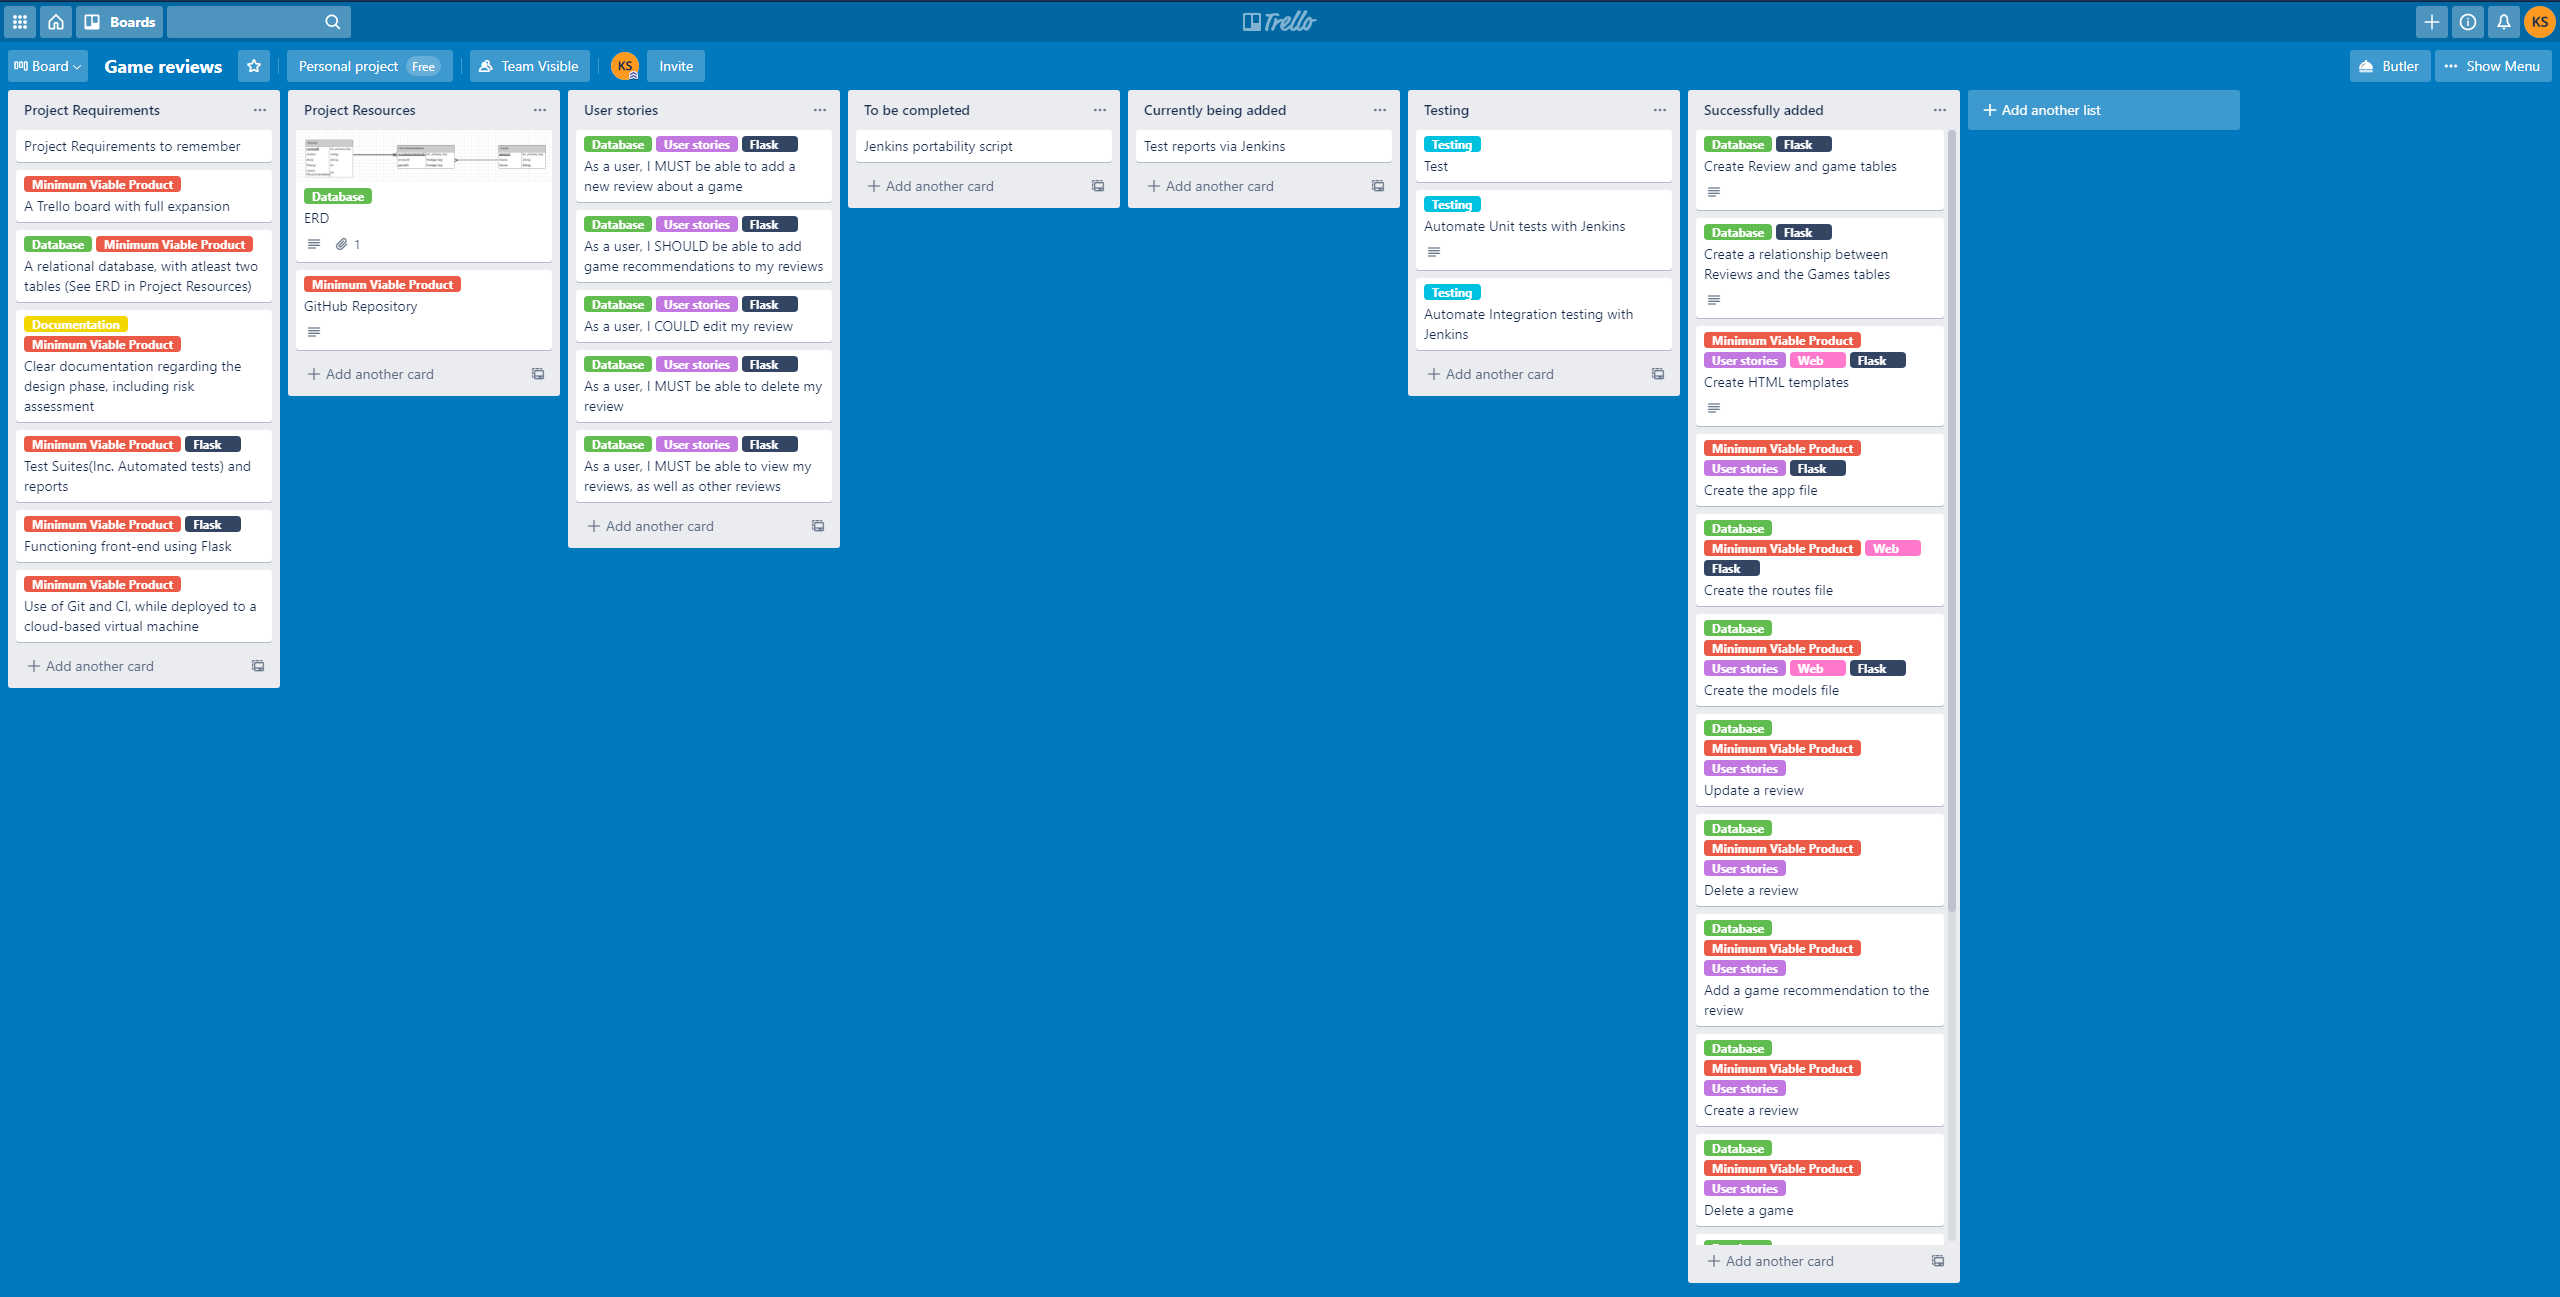 Boards
Trello
KS
Board
Game reviews
Personal project Free
Team Visible
KS
Invite
Butler
Show Menu
Project Requirements
Project Requirements to remember
Minimum Viable Product
A Trello board with full expansion
Database Minimum Viable Product
A relational database, with atleast two
tables (See ERD in Project Resources)
Documentation
Minimum Viable Product
Clear documentation regarding the
design phase, including risk
assessment
Minimum Viable Product Flask
Test Suites(Inc. Automated tests) and
reports
Minimum Viable Product Flask
Functioning front-end using Flask
Minimum Viable Product
Use of Git and CI, while deployed to a
cloud-based virtual machine
Add another card
Project Resources
Database
ERD
1
Minimum Viable Product
GitHub Repository
Add another card
User stories
Database User stories Flask
As a user, I MUST be able to add a
new review about a game
Database User stories Flask
As a user, I SHOULD be able to add
game recommendations to my reviews
Database User stories Flask
As a user, I COULD edit my review
Database User stories Flask
As a user, I MUST be able to delete my
review
Database User stories Flask
As a user, I MUST be able to view my
reviews, as well as other reviews
Add another card
To be completed
Jenkins portability script
Add another card
Currently being added
Test reports via Jenkins
Add another card
Testing
Testing
Test
Testing
Automate Unit tests with Jenkins
Testing
Automate Integration testing with
Jenkins
Add another card
Successfully added
Database Flask
Create Review and game tables
Database Flask
Create a relationship between
Reviews and the Games tables
Minimum Viable Product
User stories Web Flask
Create HTML templates
Minimum Viable Product
User stories Flask
Create the app file
Database
Minimum Viable Product Web
Flask
Create the routes file
Database
Minimum Viable Product
User stories Web Flask
Create the models file
Database
Minimum Viable Product
User stories
Update a review
Database
Minimum Viable Product
User stories
Delete a review
Database
Minimum Viable Product
User stories
Add a game recommendation to the
review
Database
Minimum Viable Product
User stories
Create a review
Database
Minimum Viable Product
User stories
Delete a game
Add another card
Add another list